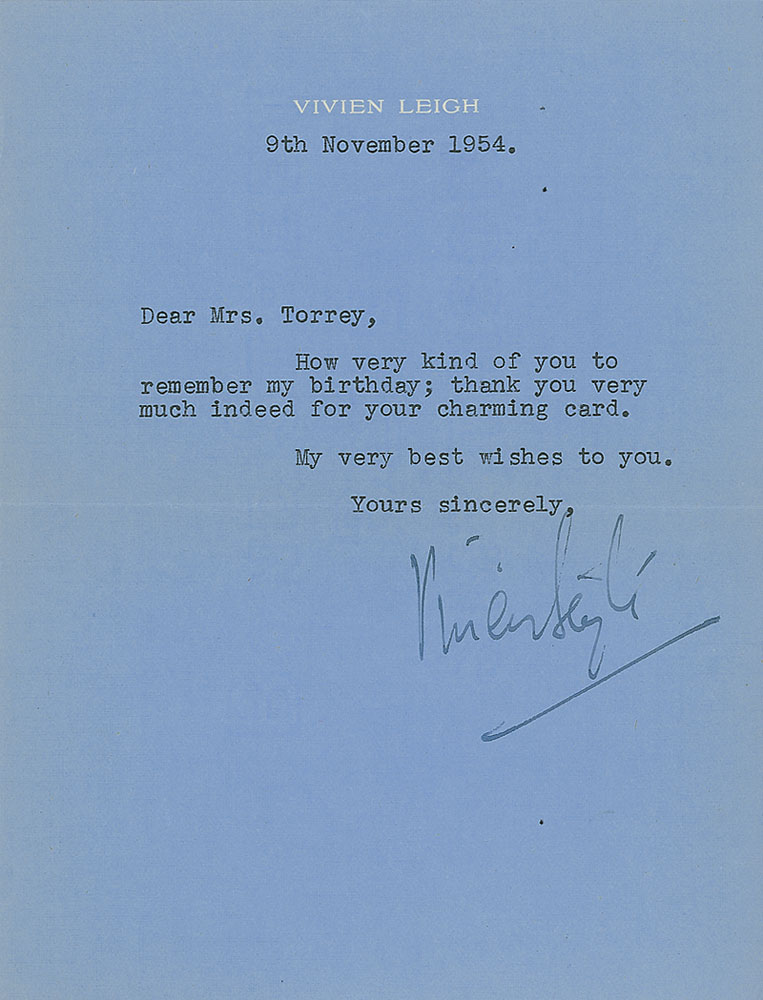 VIVIEN LEIGH
9th November 1954.
Dear Mrs. Torrey,
How very kind of you to
remember my birthday; thank you very
much indeed for your charming card.
My very best wishes to you.
Yours sincerely,
Vivien Leigh